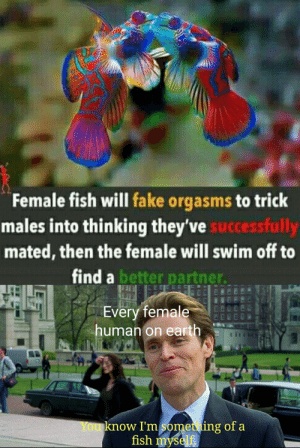 Female fish will fake orgasms to trick
males into thinking they've successfully
mated, then the female will swim off to
find a better partner.
Every female
human on earth
You know I'm something of a
fish myself.